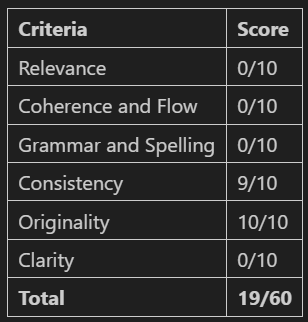 Criteria Score
Relevance 0/10
Coherence and Flow 0/10
Grammar and Spelling 0/10
Consistency 9/10
Originality 10/10
Clarity 0/10
Total 19/60